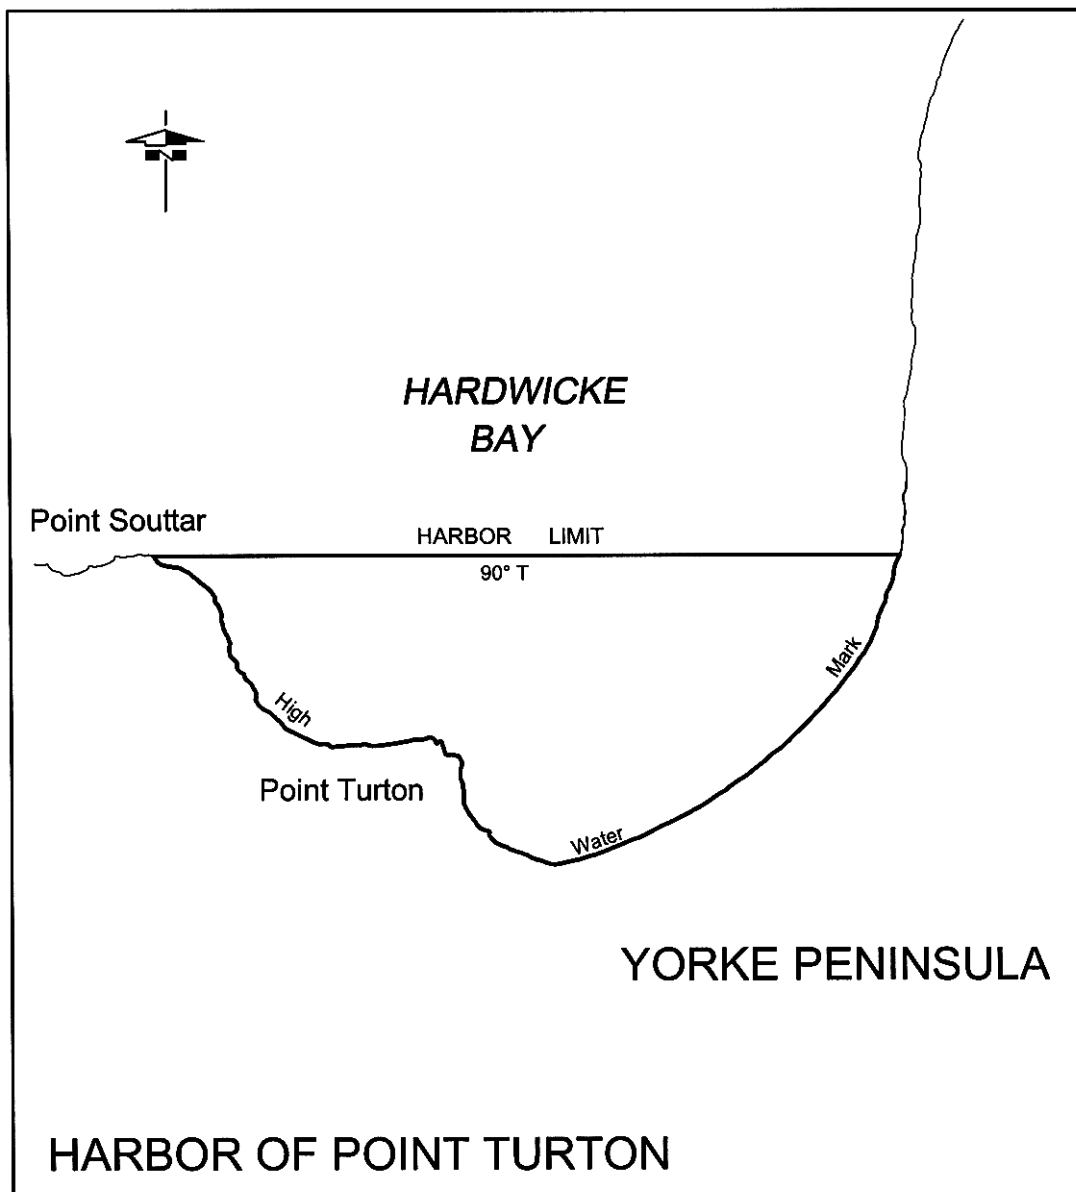 N
HARDWICKE
BAY
Point Souttar
HARBOR LIMIT
90° T
Mark
High
Point Turton
Water
YORKE PENINSULA
HARBOR OF POINT TURTON